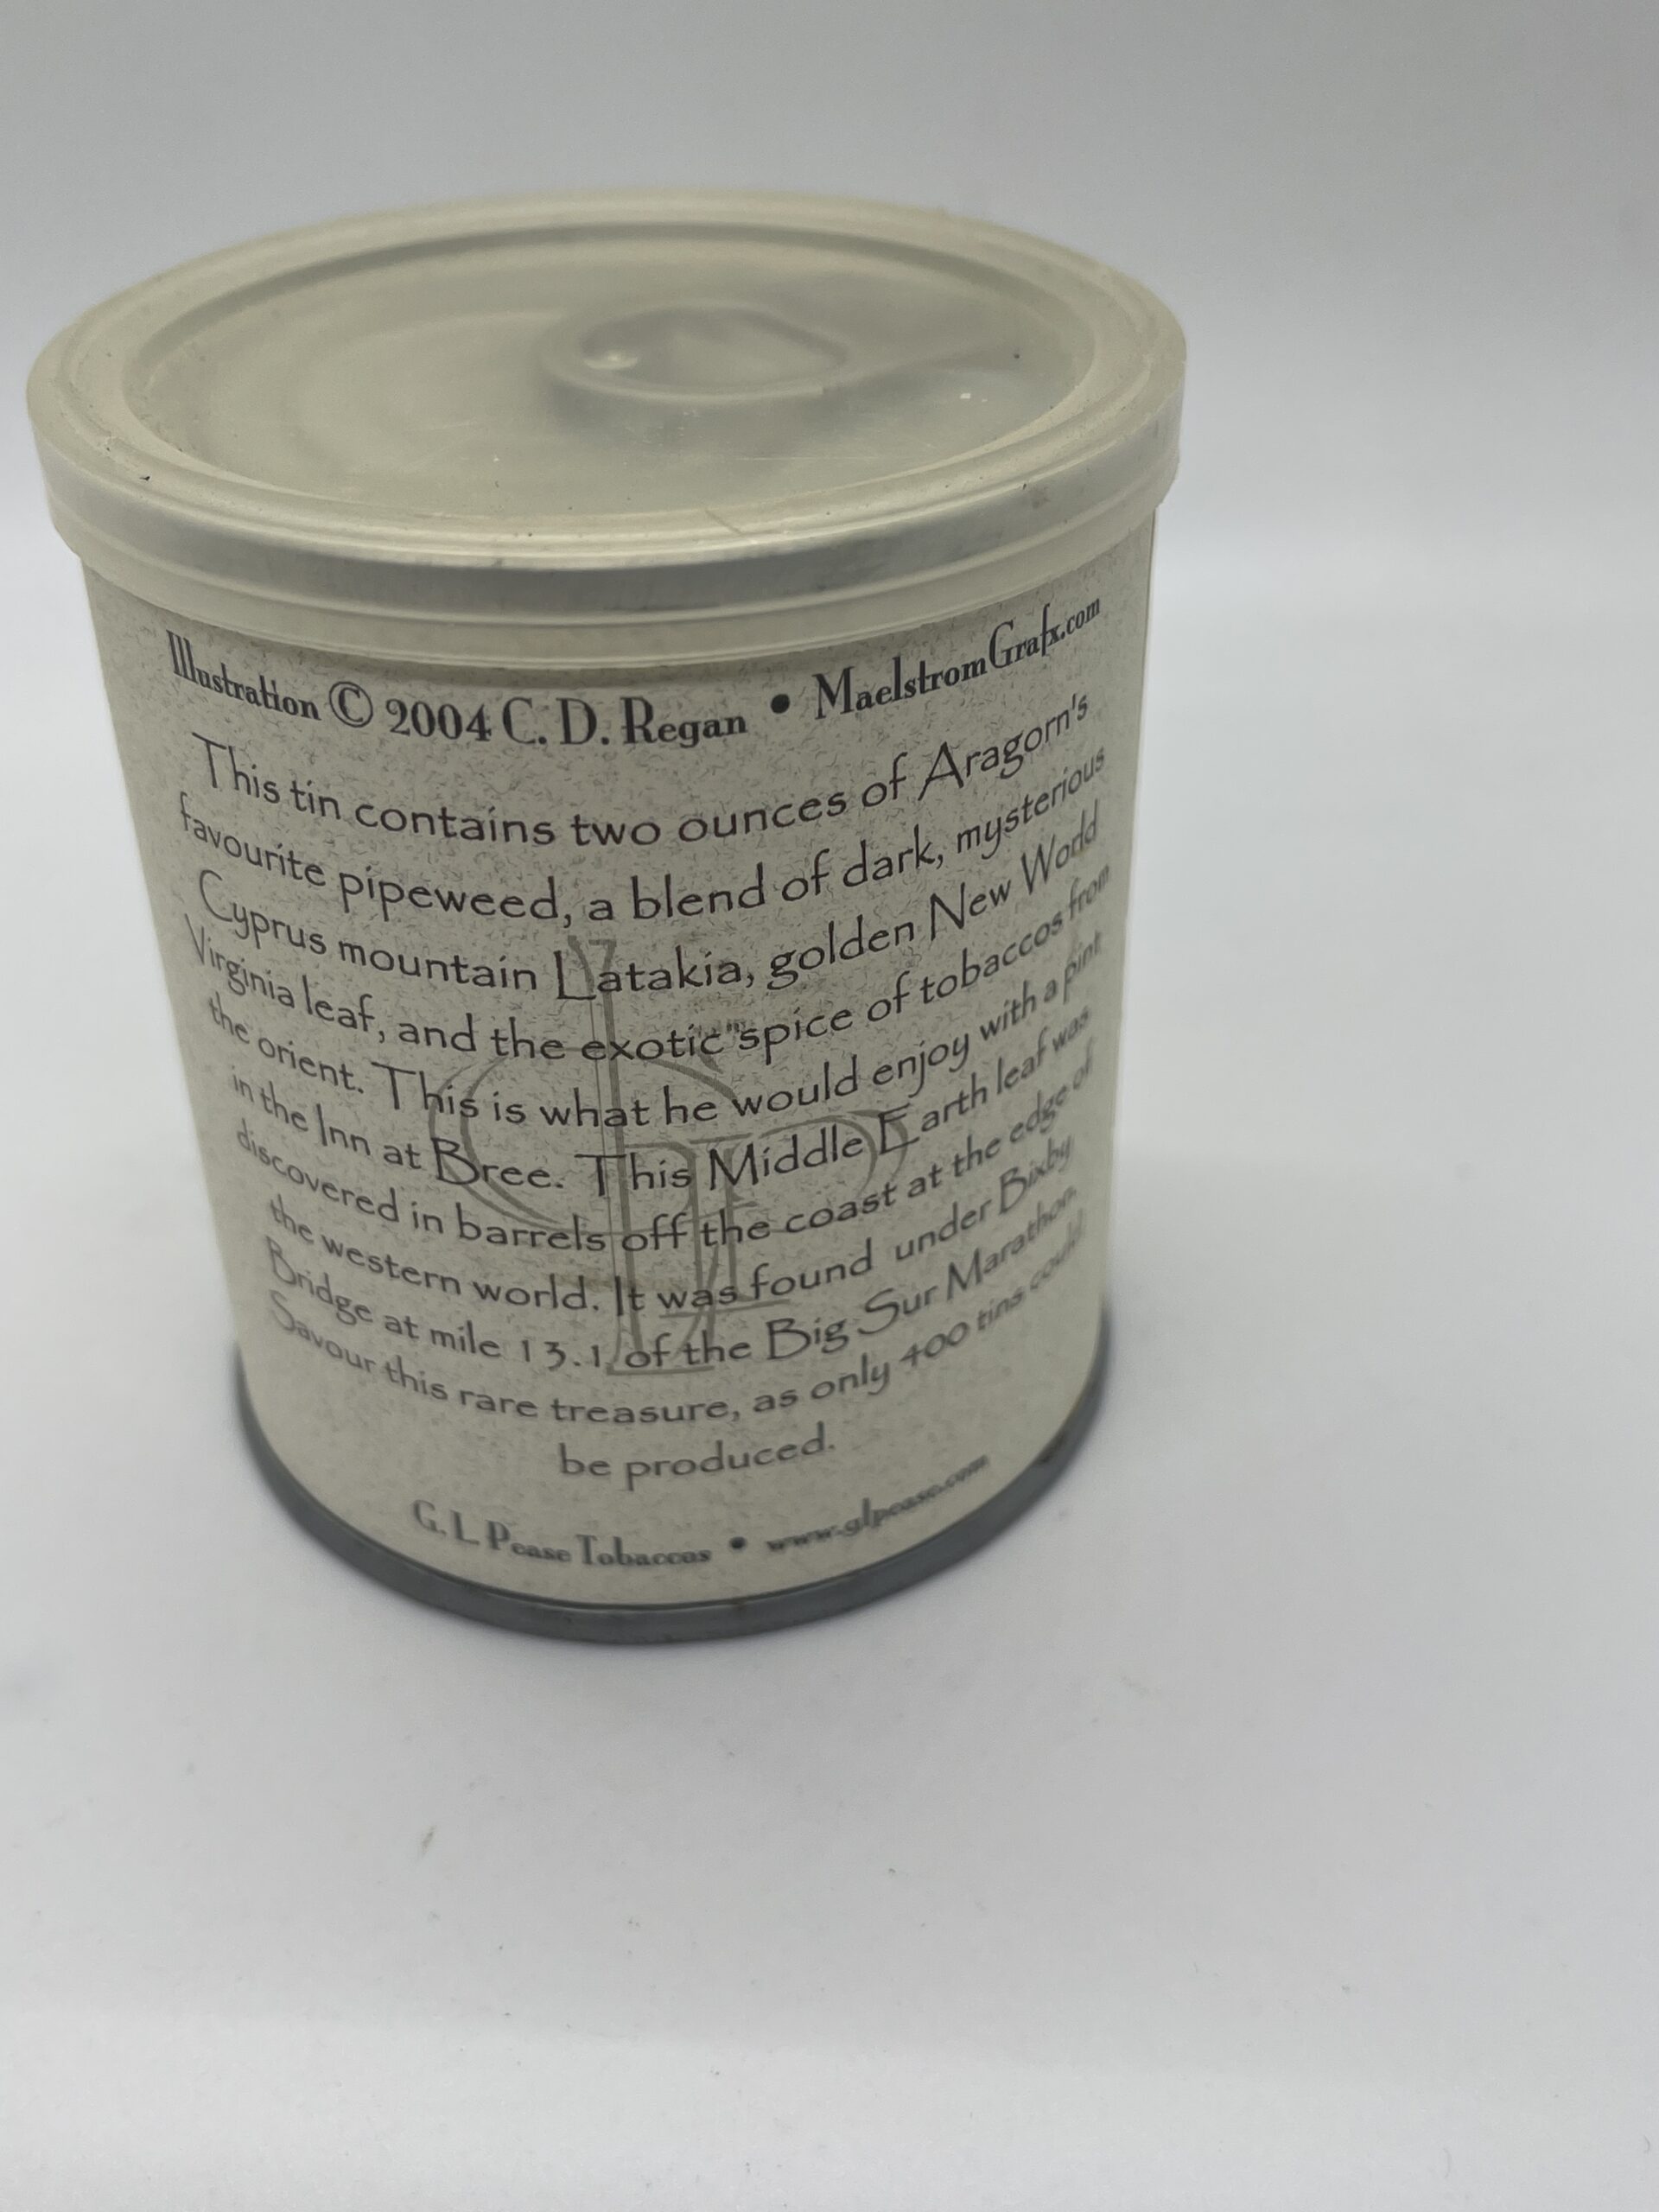 Illustration © 2004 C. D. Regan • MaelstromGrafx.com
This tin contains two ounces of Aragorn's
favourite pipeweed, a blend of dark, mysterious
Cyprus mountain Latakia, golden New World
Virginia leaf, and the exotic "spice of tobaccos from
the orient. This is what he would enjoy with a pint
in the Inn at Bree. This Middle Earth leaf was
discovered in barrels off the coast at the edge of
the western world. It was found under Bixby
Bridge at mile 13.1 of the Big Sur Marathon.
Savour this rare treasure, as only 400 tins could
be produced.
G. L. Pease Tobaccos • www.glpease.com